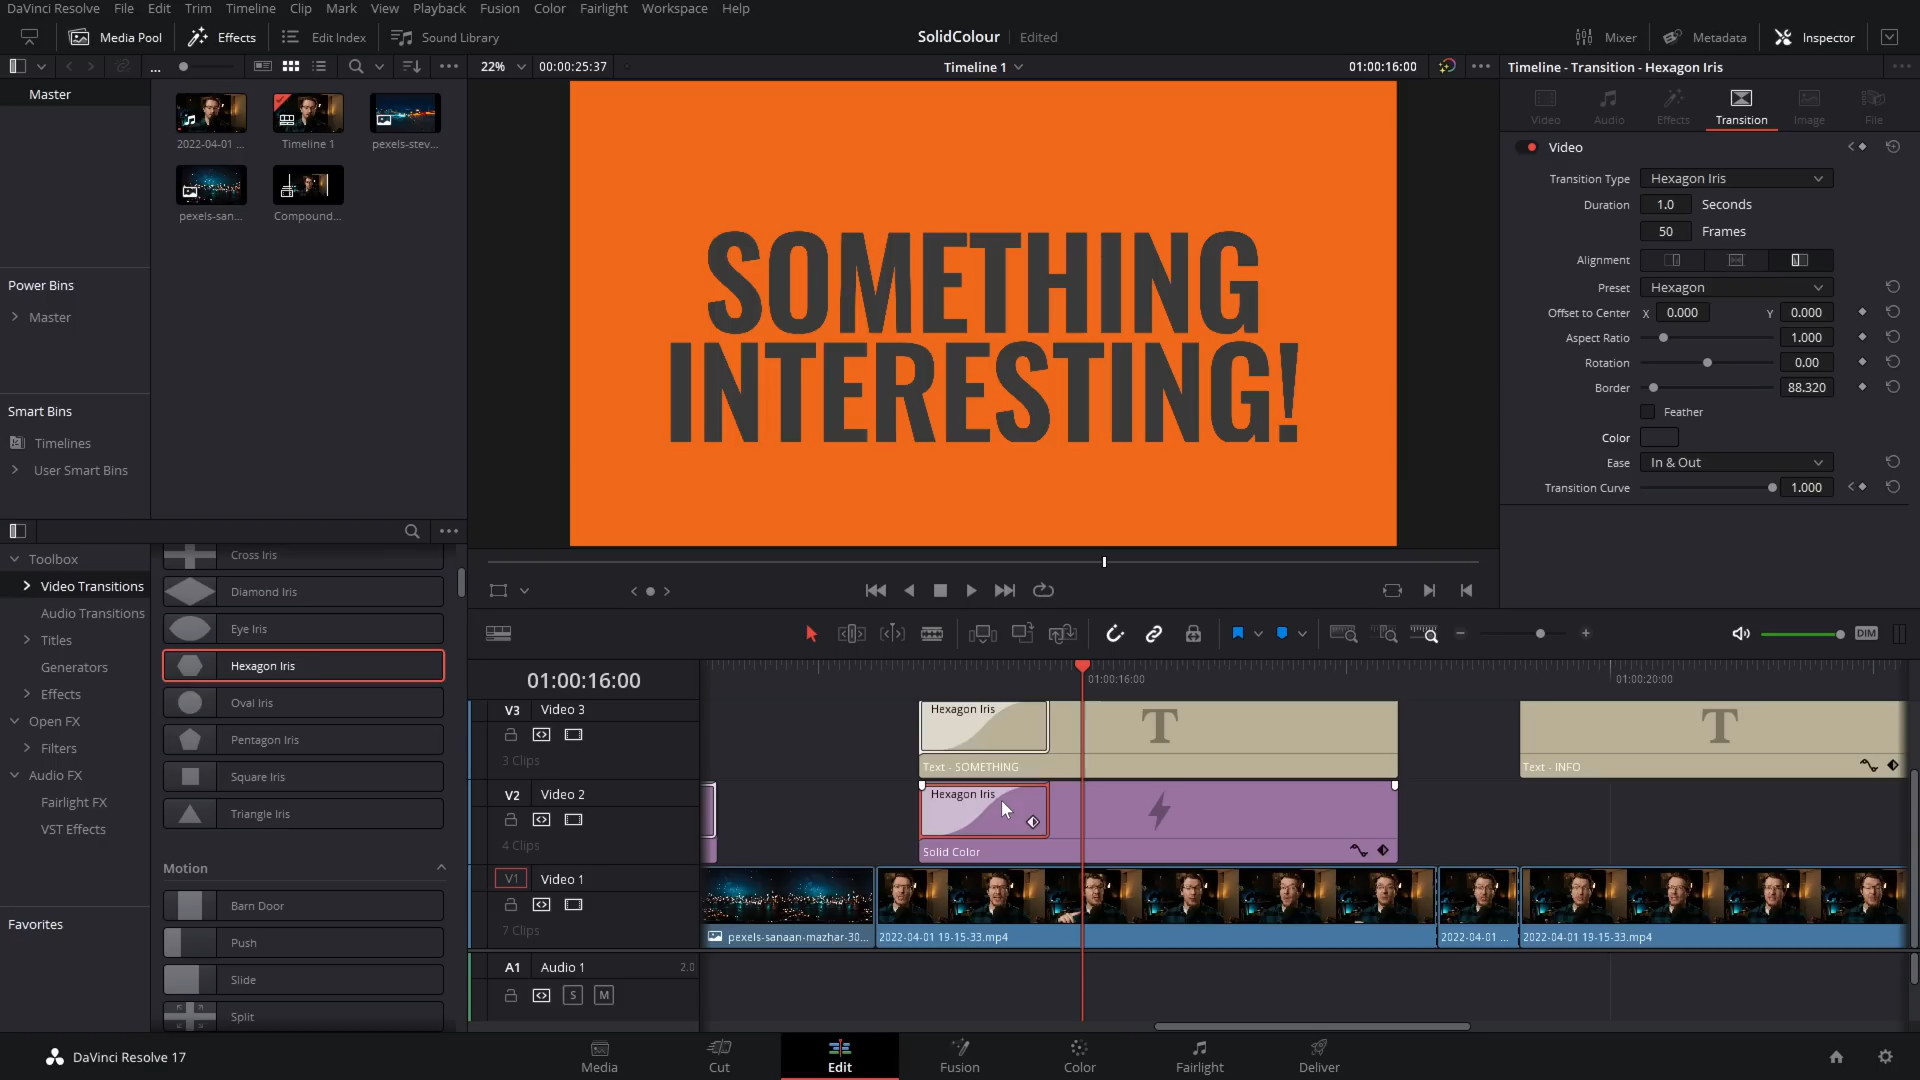 DaVinci Resolve File Edit Trim Timeline Clip Mark View Playback Fusion Color Fairlight Workspace Help
Media Pool Effects Edit Index Sound Library SolidColour Edited Mixer Metadata Inspector
... 22% 00:00:25:37 Timeline 1 01:00:16:00 Timeline - Transition - Hexagon Iris
Master
Video Audio Effects Transition Image File
2022-04-01 ... Timeline 1 pexels-stev...
pexels-san... Compound...
Power Bins
Master
Smart Bins
Timelines
User Smart Bins
SOMETHING
INTERESTING!
Video
Transition Type Hexagon Iris
Duration 1.0 Seconds
50 Frames
Alignment
Preset Hexagon
Offset to Center X 0.000 Y 0.000
Aspect Ratio 1.000
Rotation 0.00
Border 88.320
Feather
Color
Ease In & Out
Transition Curve 1.000
Toolbox
Video Transitions
Audio Transitions
Titles
Generators
Effects
Open FX
Filters
Audio FX
Fairlight FX
VST Effects
Favorites
Cross Iris
Diamond Iris
Eye Iris
Hexagon Iris
Oval Iris
Pentagon Iris
Square Iris
Triangle Iris
Motion
Barn Door
Push
Slide
Split
DIM
01:00:16:00 01:00:16:00 01:00:20:00
V3 Video 3 Hexagon Iris T T
3 Clips Text - SOMETHING Text - INFO
V2 Video 2 Hexagon Iris
4 Clips Solid Color
V1 Video 1
7 Clips pexels-sanaan-mazhar-30... 2022-04-01 19-15-33.mp4 2022-04-01 ... 2022-04-01 19-15-33.mp4
A1 Audio 1 2.0
S M
DaVinci Resolve 17 Media Cut Edit Fusion Color Fairlight Deliver